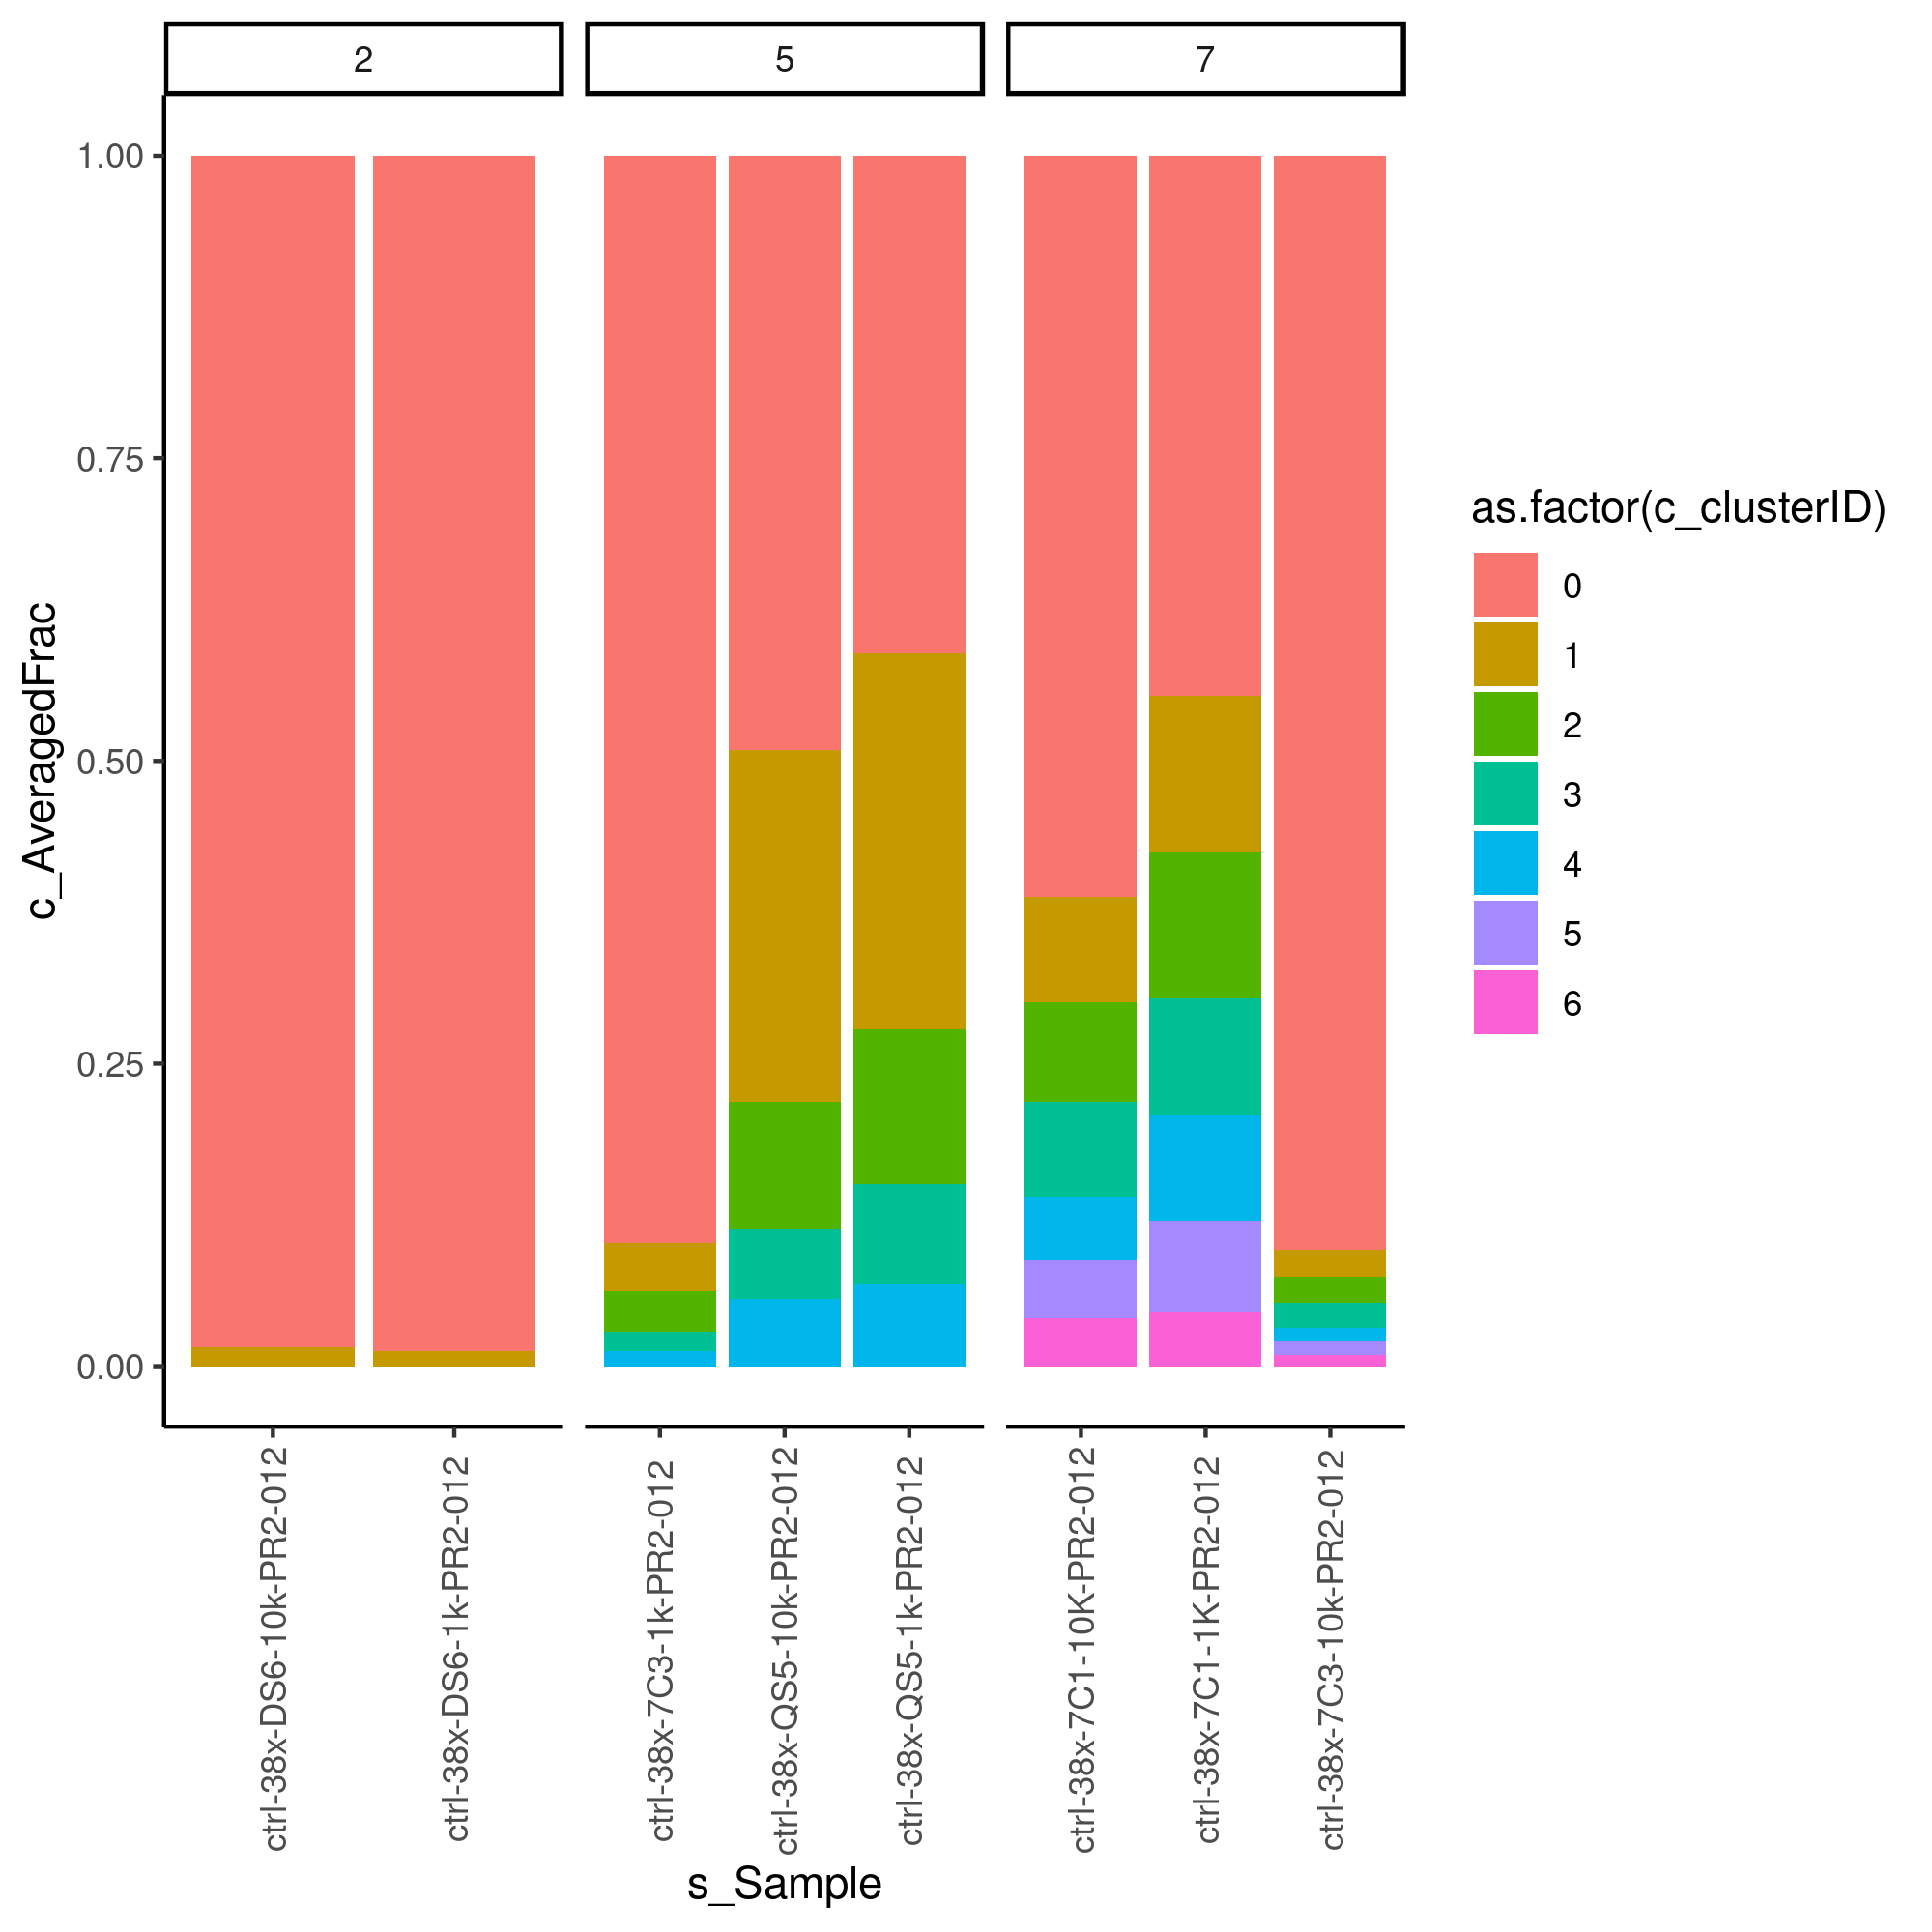 2
5
7
1.00
0.75
0.50
0.25
0.00
c_AveragedFrac
ctrl-38x-DS6-10k-PR2-012
ctrl-38x-DS6-1k-PR2-012
ctrl-38x-7C3-1k-PR2-012
ctrl-38x-QS5-10k-PR2-012
ctrl-38x-QS5-1k-PR2-012
ctrl-38x-7C1-10K-PR2-012
ctrl-38x-7C1-1K-PR2-012
ctrl-38x-7C3-10k-PR2-012
s_Sample
as.factor(c_clusterID)
0
1
2
3
4
5
6